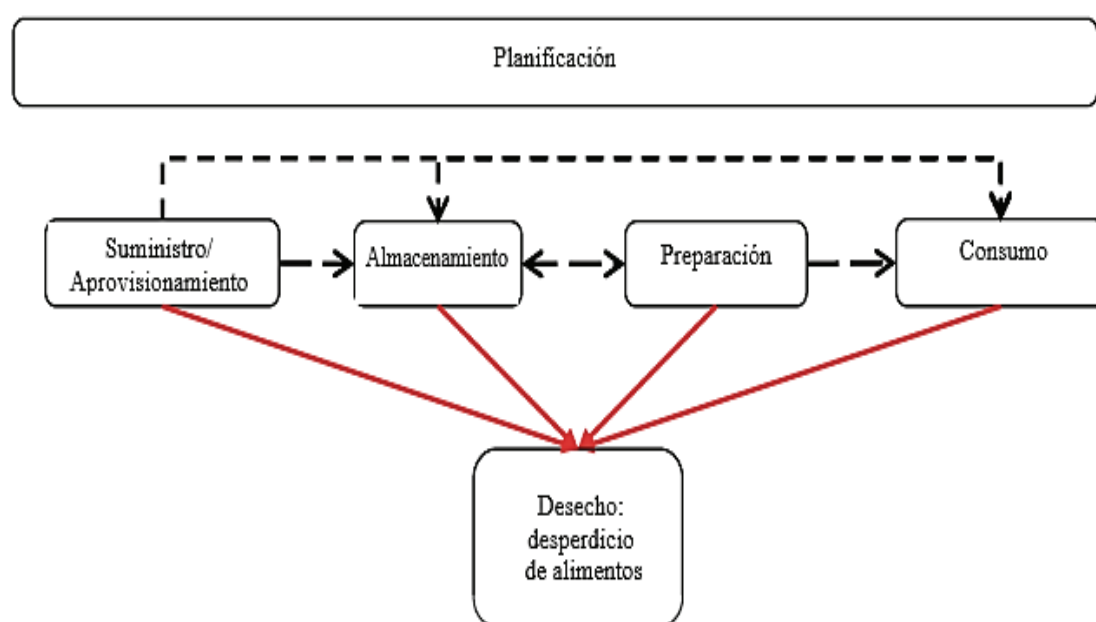 Planificación
Suministro/
Aprovisionamiento
Almacenamiento
Preparación
Consumo
Desecho:
desperdicio
de alimentos